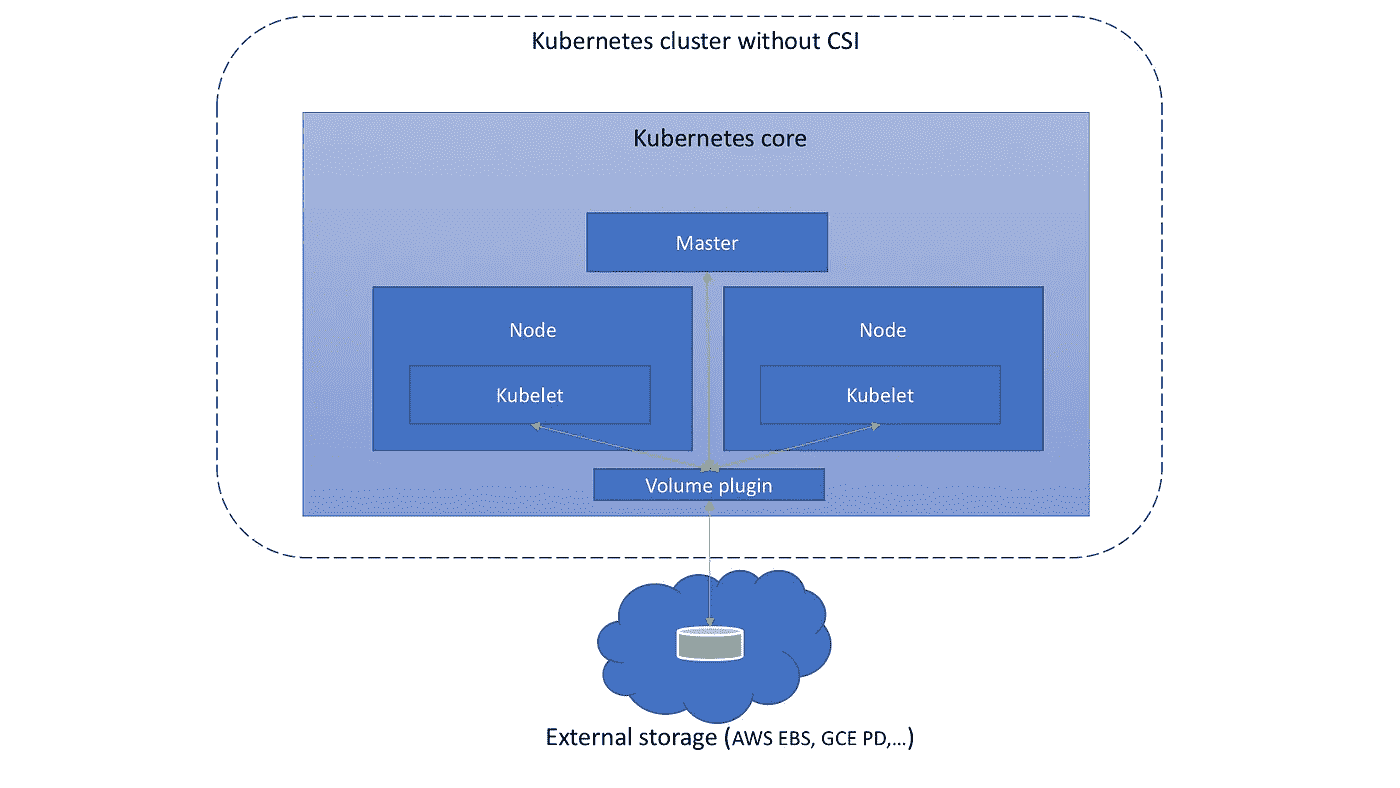 Kubernetes cluster without CSI
Kubernetes core
Master
Node
Node
Kubelet
Kubelet
Volume plugin
External storage (AWS EBS, GCE PD,...)